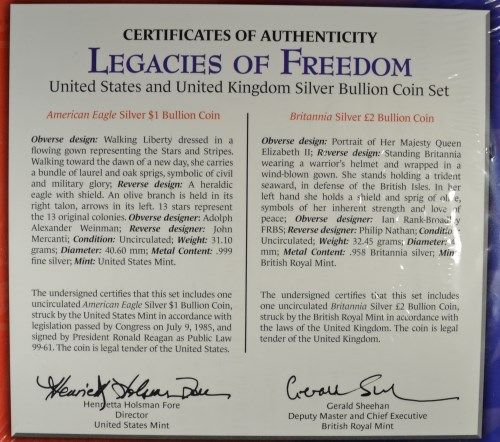 CERTIFICATES OF AUTHENTICITY
LEGACIES OF FREEDOM
United States and United Kingdom Silver Bullion Coin Set
American Eagle Silver $1 Bullion Coin
Obverse design: Walking Liberty dressed in a
flowing gown representing the Stars and Stripes.
Walking toward the dawn of a new day, she carries
a bundle of laurel and oak sprigs, symbolic of civil
and military glory; Reverse design: A heraldic
eagle with shield. An olive branch is held in its
right talon, arrows in its left. 13 stars represent
the 13 original colonies. Obverse designer: Adolph
Alexander Weinman; Reverse designer: John
Mercanti; Condition: Uncirculated; Weight: 31.10
grams; Diameter: 40.60 mm; Metal Content: .999
fine silver; Mint: United States Mint.
The undersigned certifies that this set includes one
uncirculated American Eagle Silver $1 Bullion Coin,
struck by the United States Mint in accordance with
legislation passed by Congress on July 9, 1985, and
signed by President Ronald Reagan as Public Law
99-61. The coin is legal tender of the United States.
Henrietta Holsman Fore
Henrietta Holsman Fore
Director
United States Mint
Britannia Silver £2 Bullion Coin
Obverse design: Portrait of Her Majesty Queen
Elizabeth II; Reverse design: Standing Britannia
wearing a warrior's helmet and wrapped in a
wind-blown gown. She stands holding a trident
seaward, in defense of the British Isles. In her
left hand she holds a shield and sprig of olive,
symbols of her inherent strength and love of
peace; Obverse designer: Ian Rank-Broadley
FRBS; Reverse designer: Philip Nathan; Condition:
Uncirculated; Weight: 32.45 grams; Diameter:
mm; Metal Content: .958 Britannia silver; Mint:
British Royal Mint.
The undersigned certifies that this set includes one
uncirculated Britannia Silver £2 Bullion Coin,
struck by the British Royal Mint in accordance with
the laws of the United Kingdom. The coin is legal
tender of the United Kingdom.
Gerald Sheehan
Deputy Master and Chief Executive
British Royal Mint